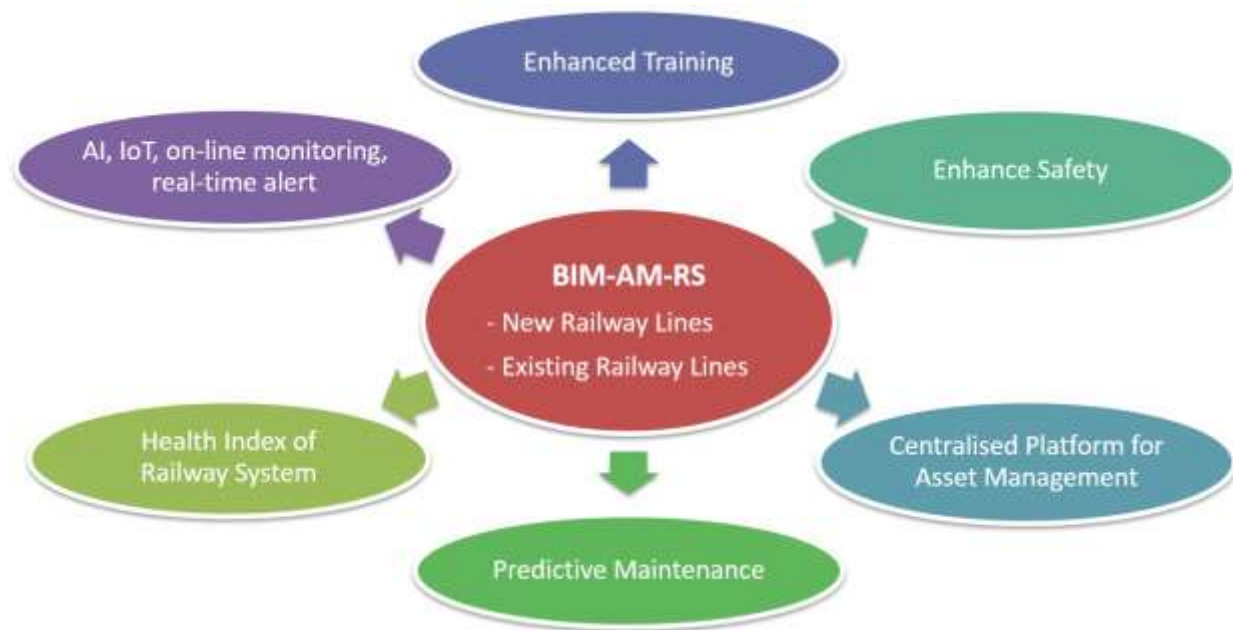 Enhanced Training
AI, IoT, on-line monitoring,
real-time alert
Enhance Safety
BIM-AM-RS
- New Railway Lines
- Existing Railway Lines
Health Index of
Railway System
Centralised Platform for
Asset Management
Predictive Maintenance